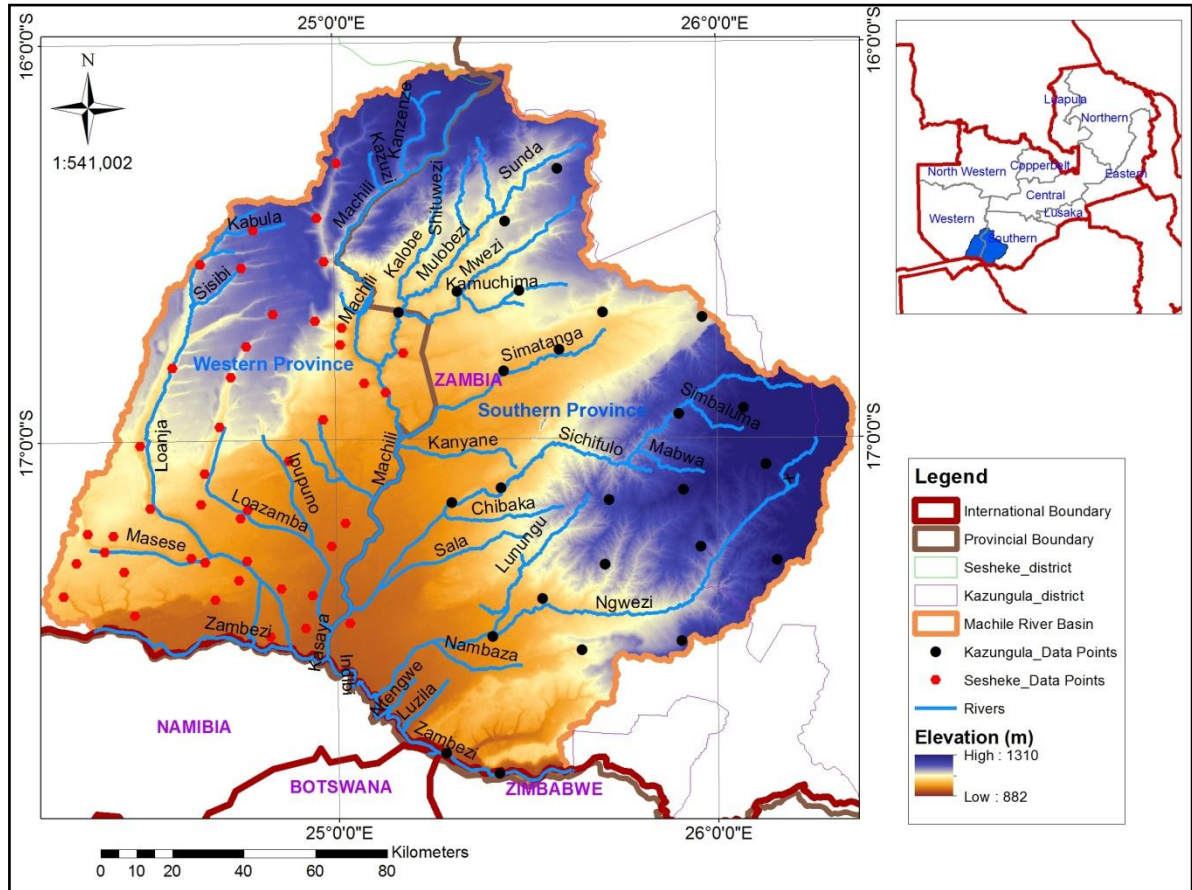 25°0'0"E
26°0'0"E
16°0'0"S
16°0'0"S
N
1:541,002
Kanzenze
Kazuzi
Machili
Shituwezi
Sunda
Kabula
Kalobe
Mulobezi
Mwezi
Sisibi
Machili
Kamuchima
Western Province
Simatanga
ZAMBIA
Southern Province
Simbaluma
17°0'0"S
17°0'0"S
Loanja
Machili
Kanyane
Sichifulo
Mabwa
Ipupuno
Loazamba
Chibaka
Masese
Sala
Lunungu
Ngwezi
Zambezi
Kasaya
Nambaza
Ntengwe
Luzila
NAMIBIA
Zambezi
BOTSWANA
ZIMBABWE
25°0'0"E
26°0'0"E
Kilometers
0 10 20 40 60 80
Luapula
Northern
North Western
Copperbelt
Eastern
Central
Lusaka
Western
Southern
Legend
International Boundary
Provincial Boundary
Sesheke_district
Kazungula_district
Machile River Basin
Kazungula_Data Points
Sesheke_Data Points
Rivers
Elevation (m)
High : 1310
Low : 882